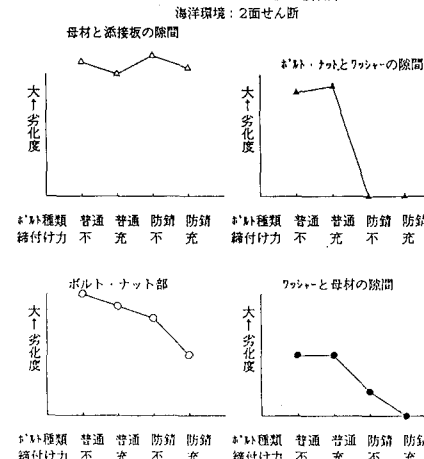 海洋環境：2面せん断
母材と添接板の隙間
大←劣化度
ﾎﾞﾙﾄ種類 普通 普通 防錆 防錆
締付け力 不 充 不 充
ﾎﾞﾙﾄ・ﾅｯﾄとﾜｯｼｬｰの隙間
大←劣化度
ﾎﾞﾙﾄ種類 普通 普通 防錆 防錆
締付け力 不 充 不 充
ボルト・ナット部
大←劣化度
ﾎﾞﾙﾄ種類 普通 普通 防錆 防錆
締付け力 不 充 不 充
ﾜｯｼｬｰと母材の隙間
大←劣化度
ﾎﾞﾙﾄ種類 普通 普通 防錆 防錆
締付け力 不 充 不 充